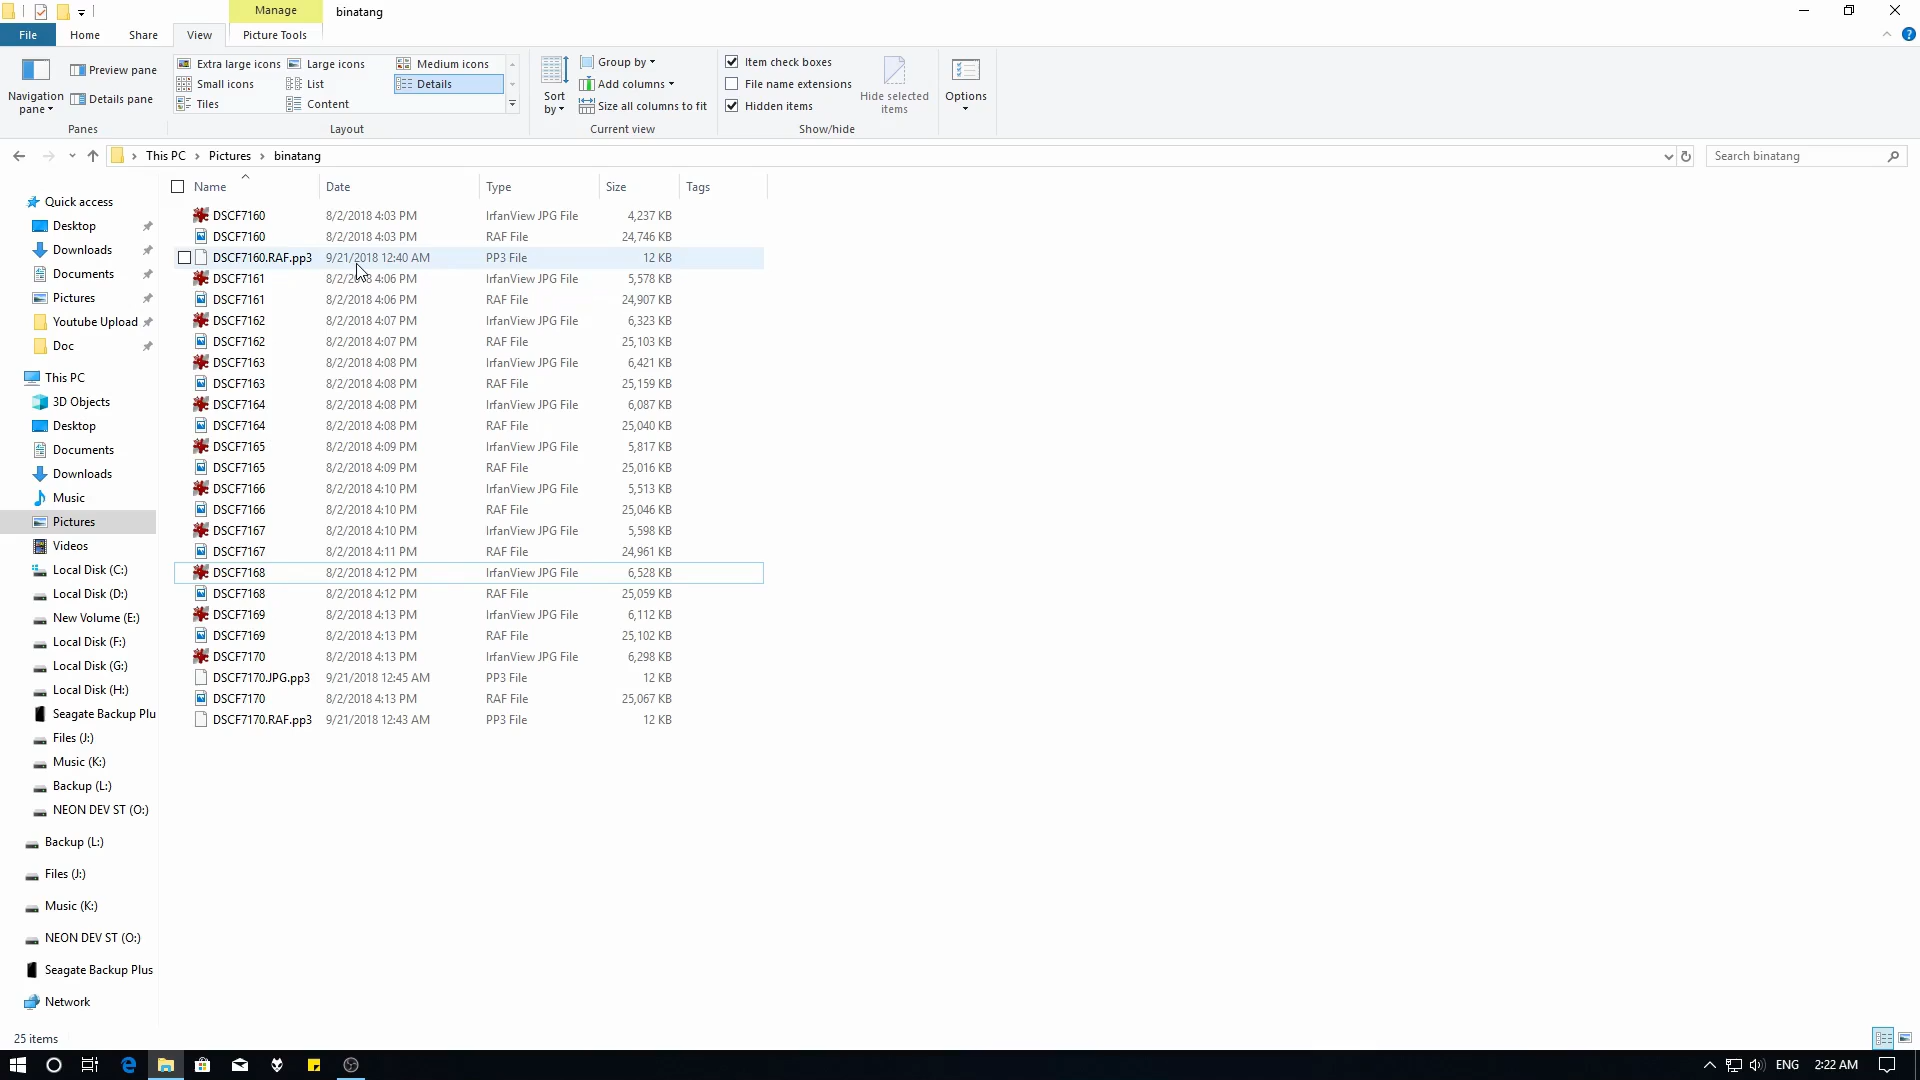 Manage
binatang
File
Home
Share
View
Picture Tools
Navigation pane
Preview pane
Details pane
Extra large icons
Large icons
Medium icons
Small icons
List
Details
Tiles
Content
Sort by
Group by
Add columns
Size all columns to fit
Item check boxes
File name extensions
Hidden items
Hide selected items
Options
Panes
Layout
Current view
Show/hide
This PC > Pictures > binatang
Search binatang
Name Date Type Size Tags
DSCF7160 8/2/2018 4:03 PM IrfanView JPG File 4,237 KB
DSCF7160 8/2/2018 4:03 PM RAF File 24,746 KB
DSCF7160.RAF.pp3 9/21/2018 12:40 AM PP3 File 12 KB
DSCF7161 8/2/2018 4:06 PM IrfanView JPG File 5,578 KB
DSCF7161 8/2/2018 4:06 PM RAF File 24,907 KB
DSCF7162 8/2/2018 4:07 PM IrfanView JPG File 6,323 KB
DSCF7162 8/2/2018 4:07 PM RAF File 25,103 KB
DSCF7163 8/2/2018 4:08 PM IrfanView JPG File 6,421 KB
DSCF7163 8/2/2018 4:08 PM RAF File 25,159 KB
DSCF7164 8/2/2018 4:08 PM IrfanView JPG File 6,087 KB
DSCF7164 8/2/2018 4:08 PM RAF File 25,040 KB
DSCF7165 8/2/2018 4:09 PM IrfanView JPG File 5,817 KB
DSCF7165 8/2/2018 4:09 PM RAF File 25,016 KB
DSCF7166 8/2/2018 4:10 PM IrfanView JPG File 5,513 KB
DSCF7166 8/2/2018 4:10 PM RAF File 25,046 KB
DSCF7167 8/2/2018 4:10 PM IrfanView JPG File 5,598 KB
DSCF7167 8/2/2018 4:11 PM RAF File 24,961 KB
DSCF7168 8/2/2018 4:12 PM IrfanView JPG File 6,528 KB
DSCF7168 8/2/2018 4:12 PM RAF File 25,059 KB
DSCF7169 8/2/2018 4:13 PM IrfanView JPG File 6,112 KB
DSCF7169 8/2/2018 4:13 PM RAF File 25,102 KB
DSCF7170 8/2/2018 4:13 PM IrfanView JPG File 6,298 KB
DSCF7170.JPG.pp3 9/21/2018 12:45 AM PP3 File 12 KB
DSCF7170 8/2/2018 4:13 PM RAF File 25,067 KB
DSCF7170.RAF.pp3 9/21/2018 12:43 AM PP3 File 12 KB
Quick access
Desktop
Downloads
Documents
Pictures
Youtube Upload
Doc
This PC
3D Objects
Desktop
Documents
Downloads
Music
Pictures
Videos
Local Disk (C:)
Local Disk (D:)
New Volume (E:)
Local Disk (F:)
Local Disk (G:)
Local Disk (H:)
Seagate Backup Plu
Files (J:)
Music (K:)
Backup (L:)
NEON DEV ST (O:)
Backup (L:)
Files (J:)
Music (K:)
NEON DEV ST (O:)
Seagate Backup Plus
Network
25 items
ENG
2:22 AM